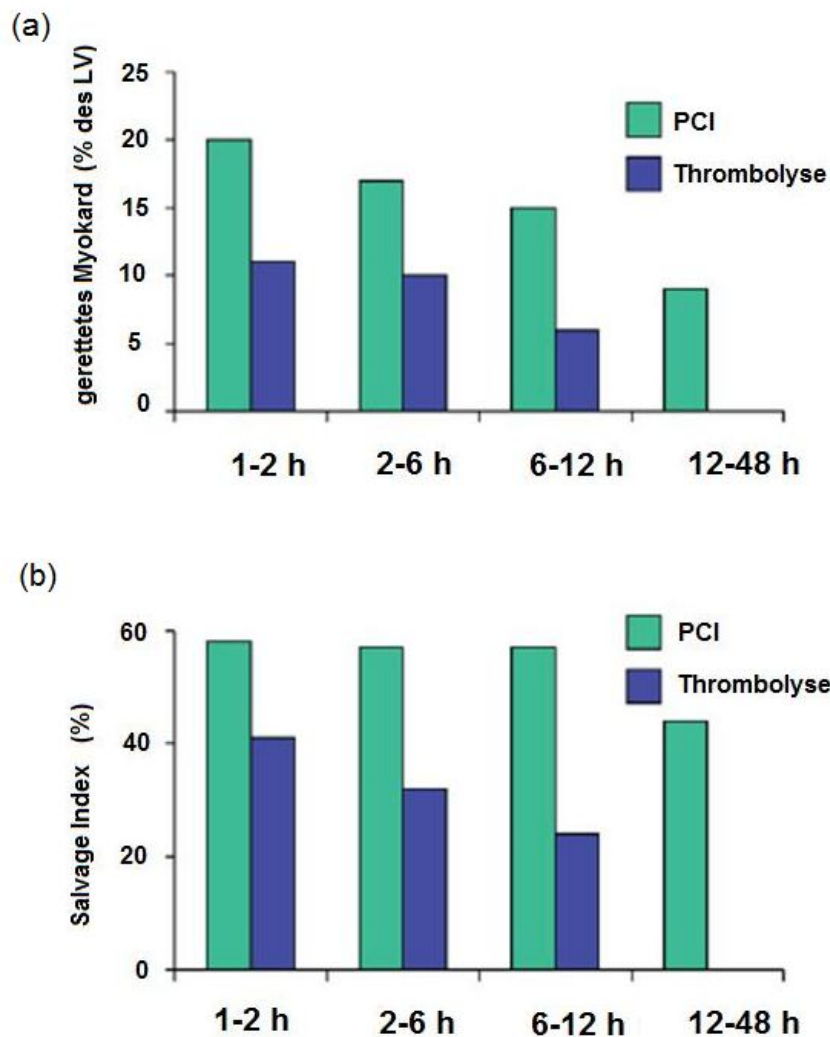 (a)
gerettetes Myokard (% des LV)
25
20
15
10
5
0
PCI
Thrombolyse
1-2 h 2-6 h 6-12 h 12-48 h
(b)
Salvage Index (%)
60
40
20
0
PCI
Thrombolyse
1-2 h 2-6 h 6-12 h 12-48 h